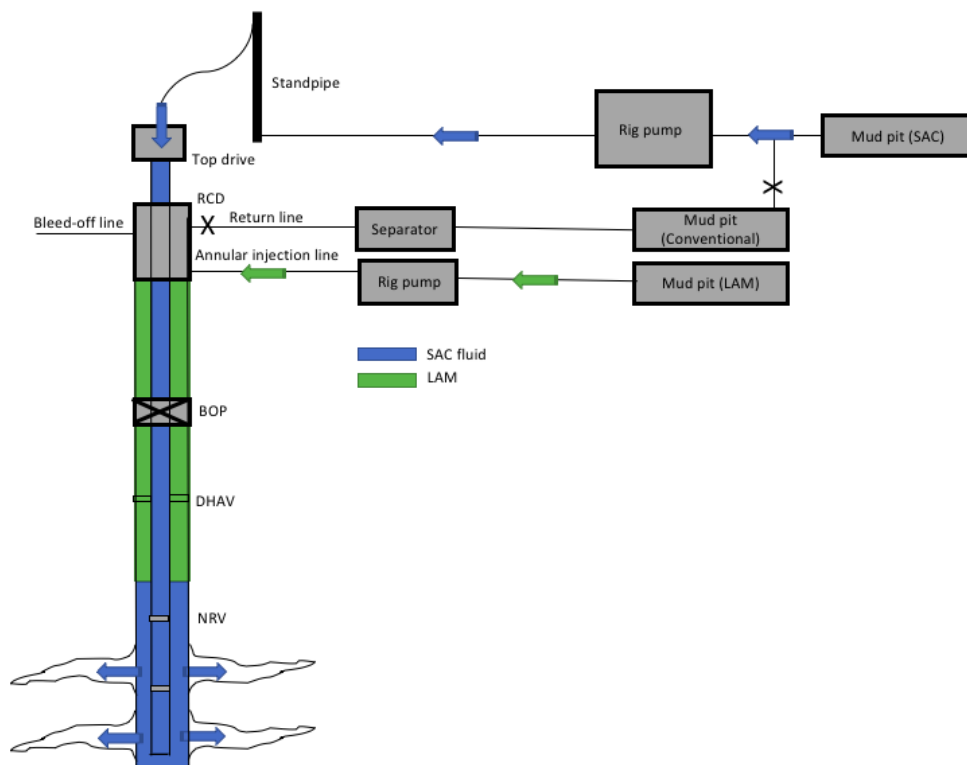 Standpipe
Rig pump
Mud pit (SAC)
Top drive
RCD
Bleed-off line
Return line
Separator
Mud pit
(Conventional)
Annular injection line
Rig pump
Mud pit (LAM)
SAC fluid
LAM
BOP
DHAV
NRV